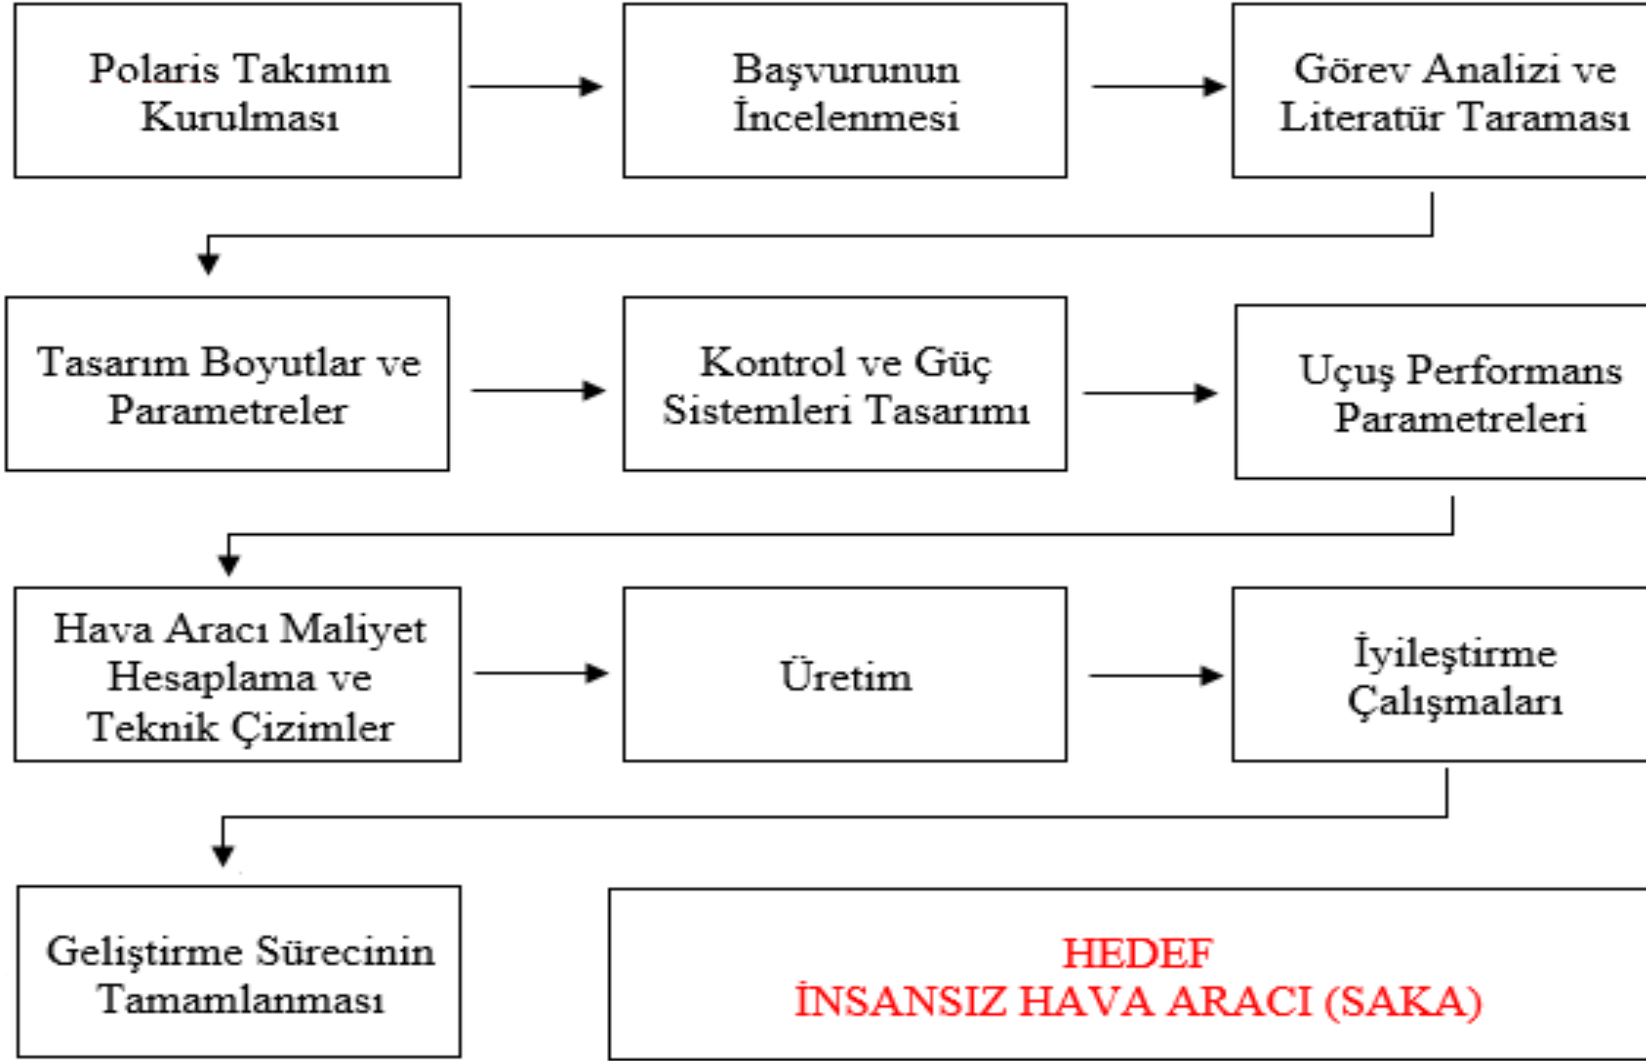 Polaris Takımın
Kurulması
Başvurunun
İncelenmesi
Görev Analizi ve
Literatür Taraması
Tasarım Boyutlar ve
Parametreler
Kontrol ve Güç
Sistemleri Tasarımı
Uçuş Performans
Parametreleri
Hava Aracı Maliyet
Hesaplama ve
Teknik Çizimler
Üretim
İyileştirme
Çalışmaları
Geliştirme Sürecinin
Tamamlanması
HEDEF
İNSANSIZ HAVA ARACI (SAKA)